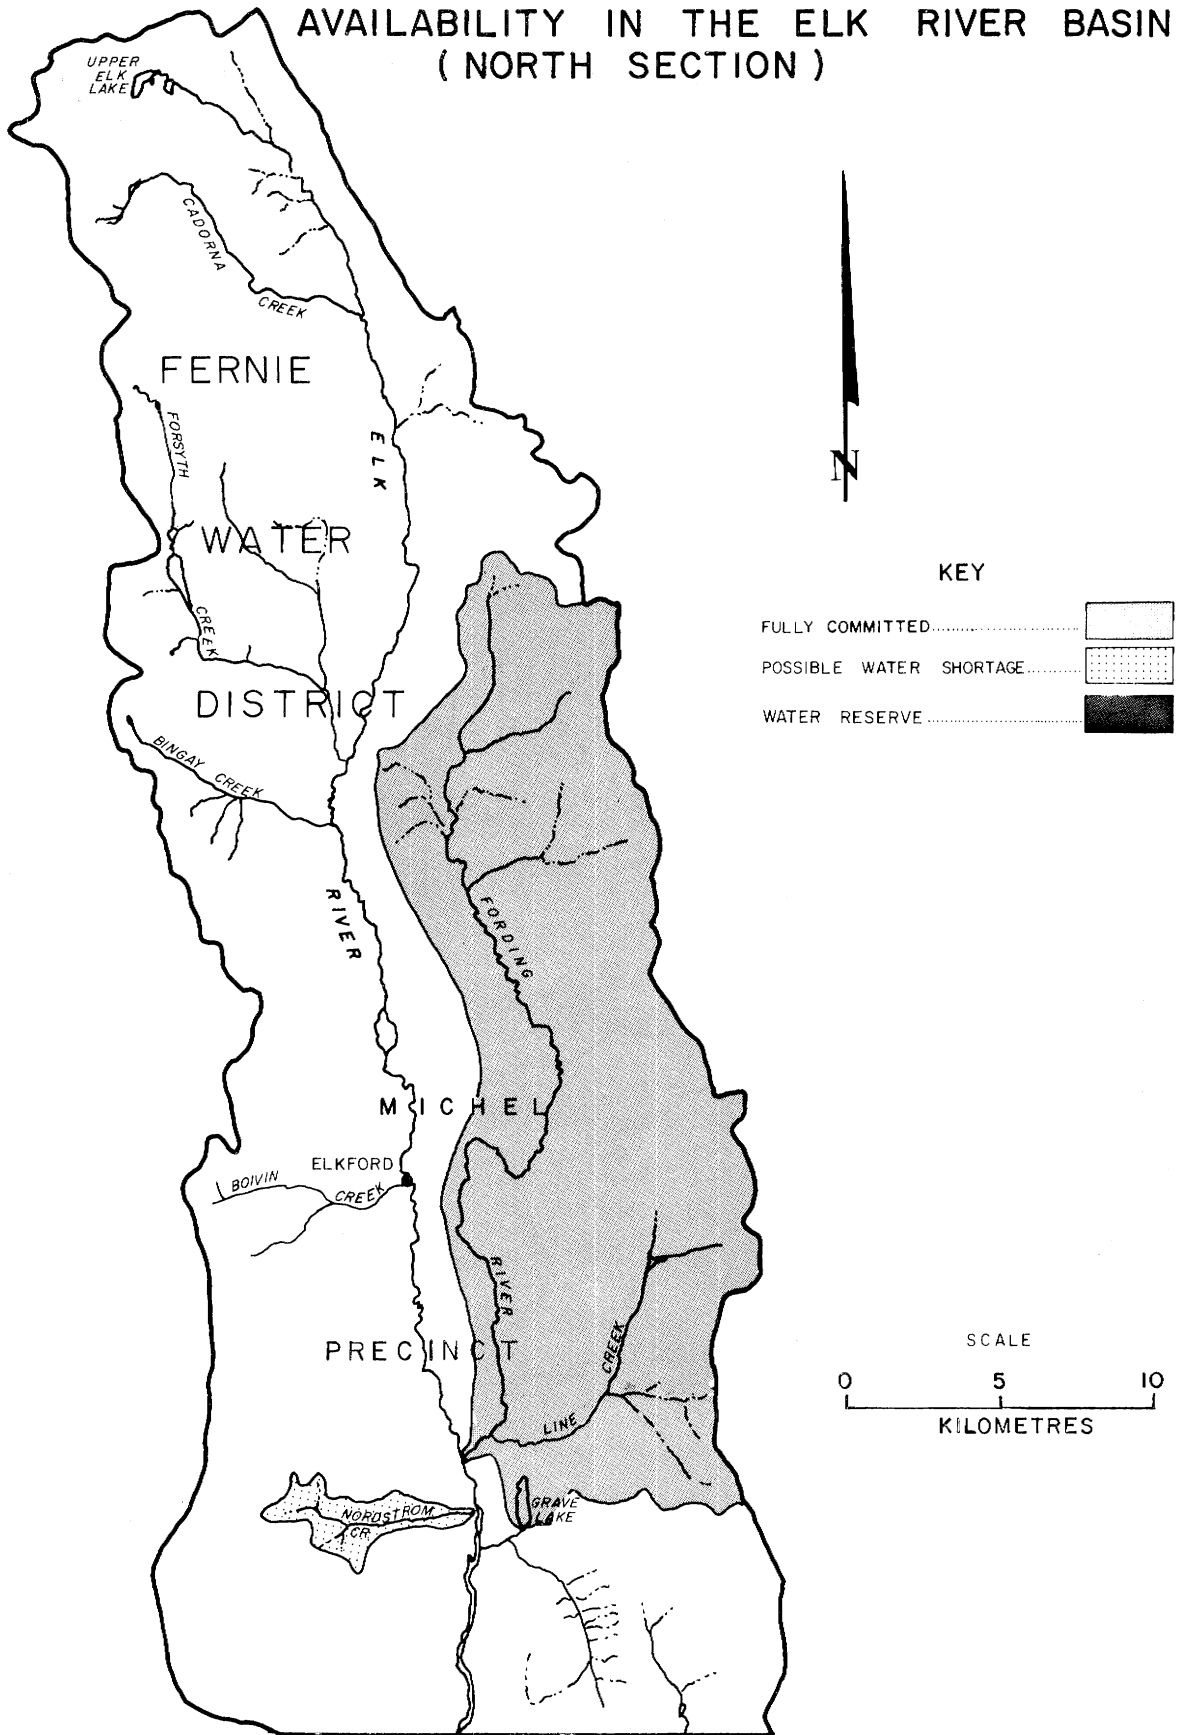 AVAILABILITY IN THE ELK RIVER BASIN
(NORTH SECTION)
UPPER
ELK
LAKE
CADORNA
CREEK
FERNIE
FORSYTH
CREEK
ELK
WATER
DISTRICT
BINGAY CREEK
RIVER
FORDING
MICHEL
ELKFORD
BOIVIN
CREEK
RIVER
PRECINCT
CREEK
LINE
NORDSTROM
CR.
GRAVE
LAKE
N
KEY
FULLY COMMITTED
POSSIBLE WATER SHORTAGE
WATER RESERVE
SCALE
0 5 10
KILOMETRES